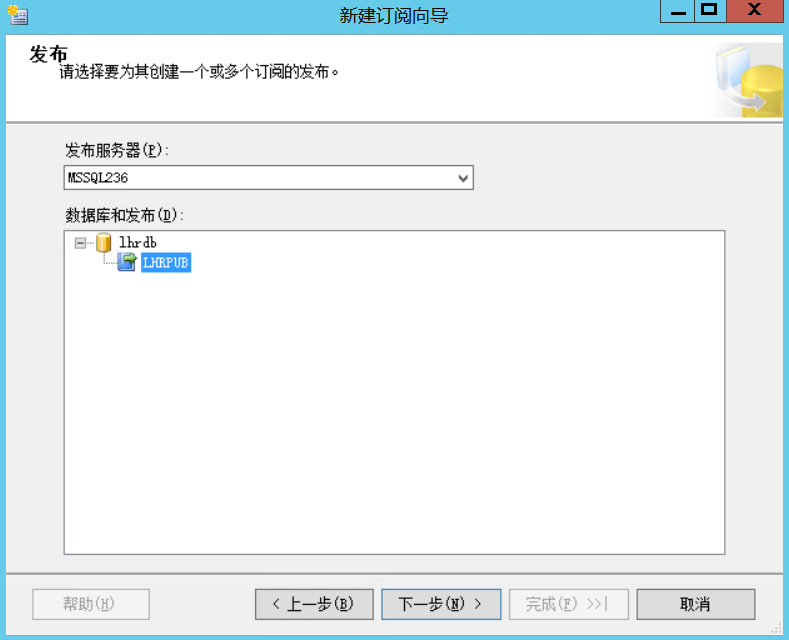 新建订阅向导
发布
请选择要为其创建一个或多个订阅的发布。
发布服务器(P):
MSSQL236
数据库和发布(D):
lhrdb
LHRPUB
帮助(H)
< 上一步(B)
下一步(N) >
完成(F) >>|
取消